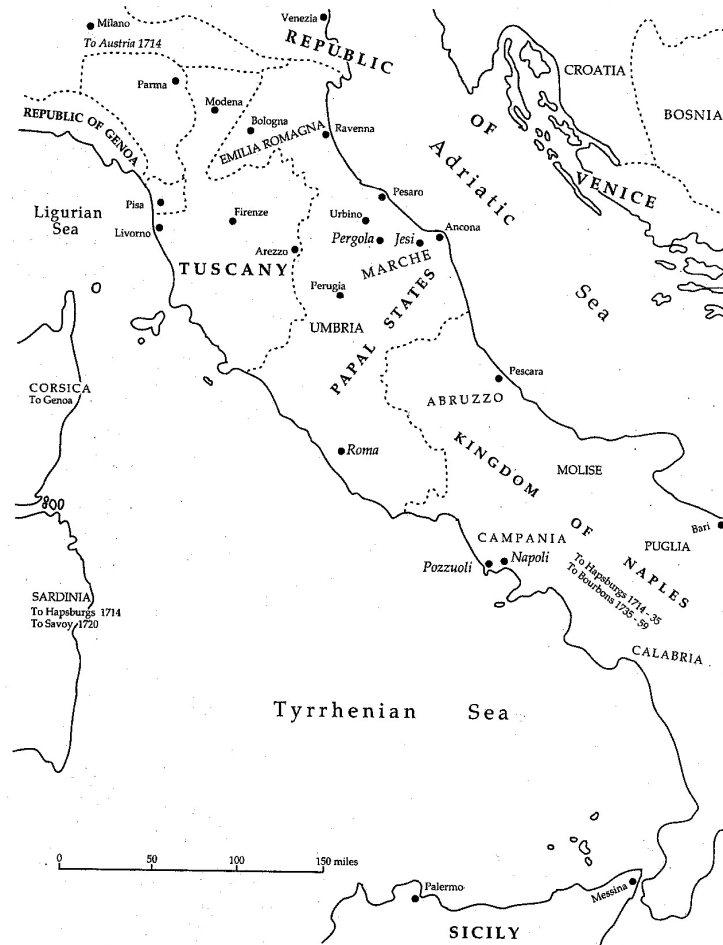 Venezia
Milano
To Austria 1714
REPUBLIC
OF
VENICE
CROATIA
BOSNIA
Parma
Modena
Bologna
EMILIA ROMAGNA
Ravenna
REPUBLIC OF GENOA
Adriatic
Sea
Pisa
Livorno
Firenze
Arezzo
Ligurian
Sea
TUSCANY
Pesaro
Urbino
Pergola
Jesi
Ancona
MARCHE
Perugia
UMBRIA
PAPAL STATES
CORSICA
To Genoa
Pescara
ABRUZZO
Roma
KINGDOM
OF
NAPLES
MOLISE
Bari
PUGLIA
CAMPANIA
Pozzuoli
Napoli
To Hapsburgs 1714 - 35
To Bourbons 1735 - 59
SARDINIA
To Hapsburgs 1714
To Savoy 1720
CALABRIA
Tyrrhenian Sea
0 50 100 150 miles
Palermo
Messina
SICILY